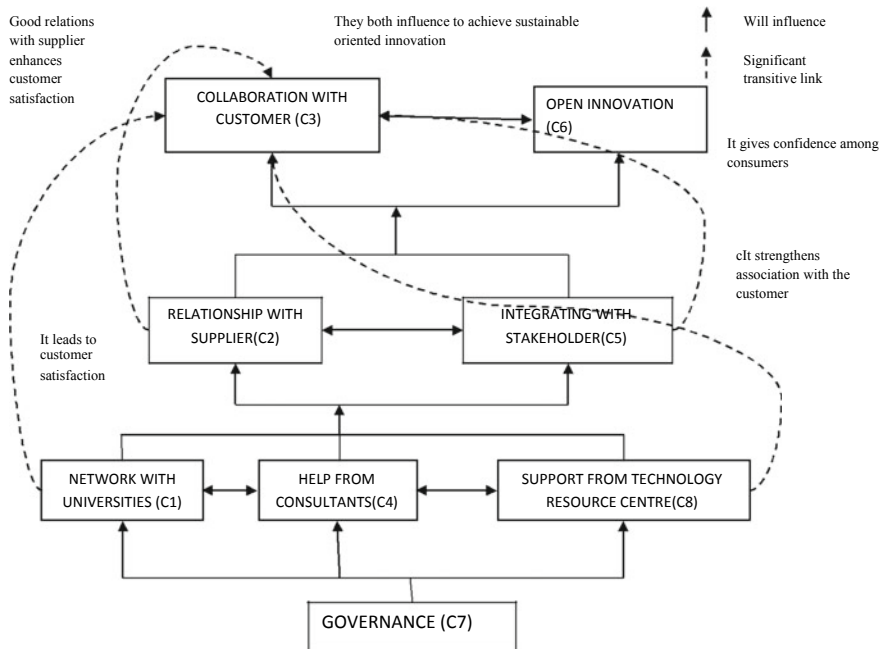 Good relations
with supplier
enhances
customer
satisfaction
They both influence to achieve sustainable
oriented innovation
Will influence
Significant
transitive link
COLLABORATION WITH
CUSTOMER (C3)
OPEN INNOVATION
(C6)
It gives confidence among
consumers
cIt strengthens
association with the
customer
RELATIONSHIP WITH
SUPPLIER(C2)
INTEGRATING WITH
STAKEHOLDER(C5)
It leads to
customer
satisfaction
NETWORK WITH
UNIVERSITIES (C1)
HELP FROM
CONSULTANTS(C4)
SUPPORT FROM TECHNOLOGY
RESOURCE CENTRE(C8)
GOVERNANCE (C7)